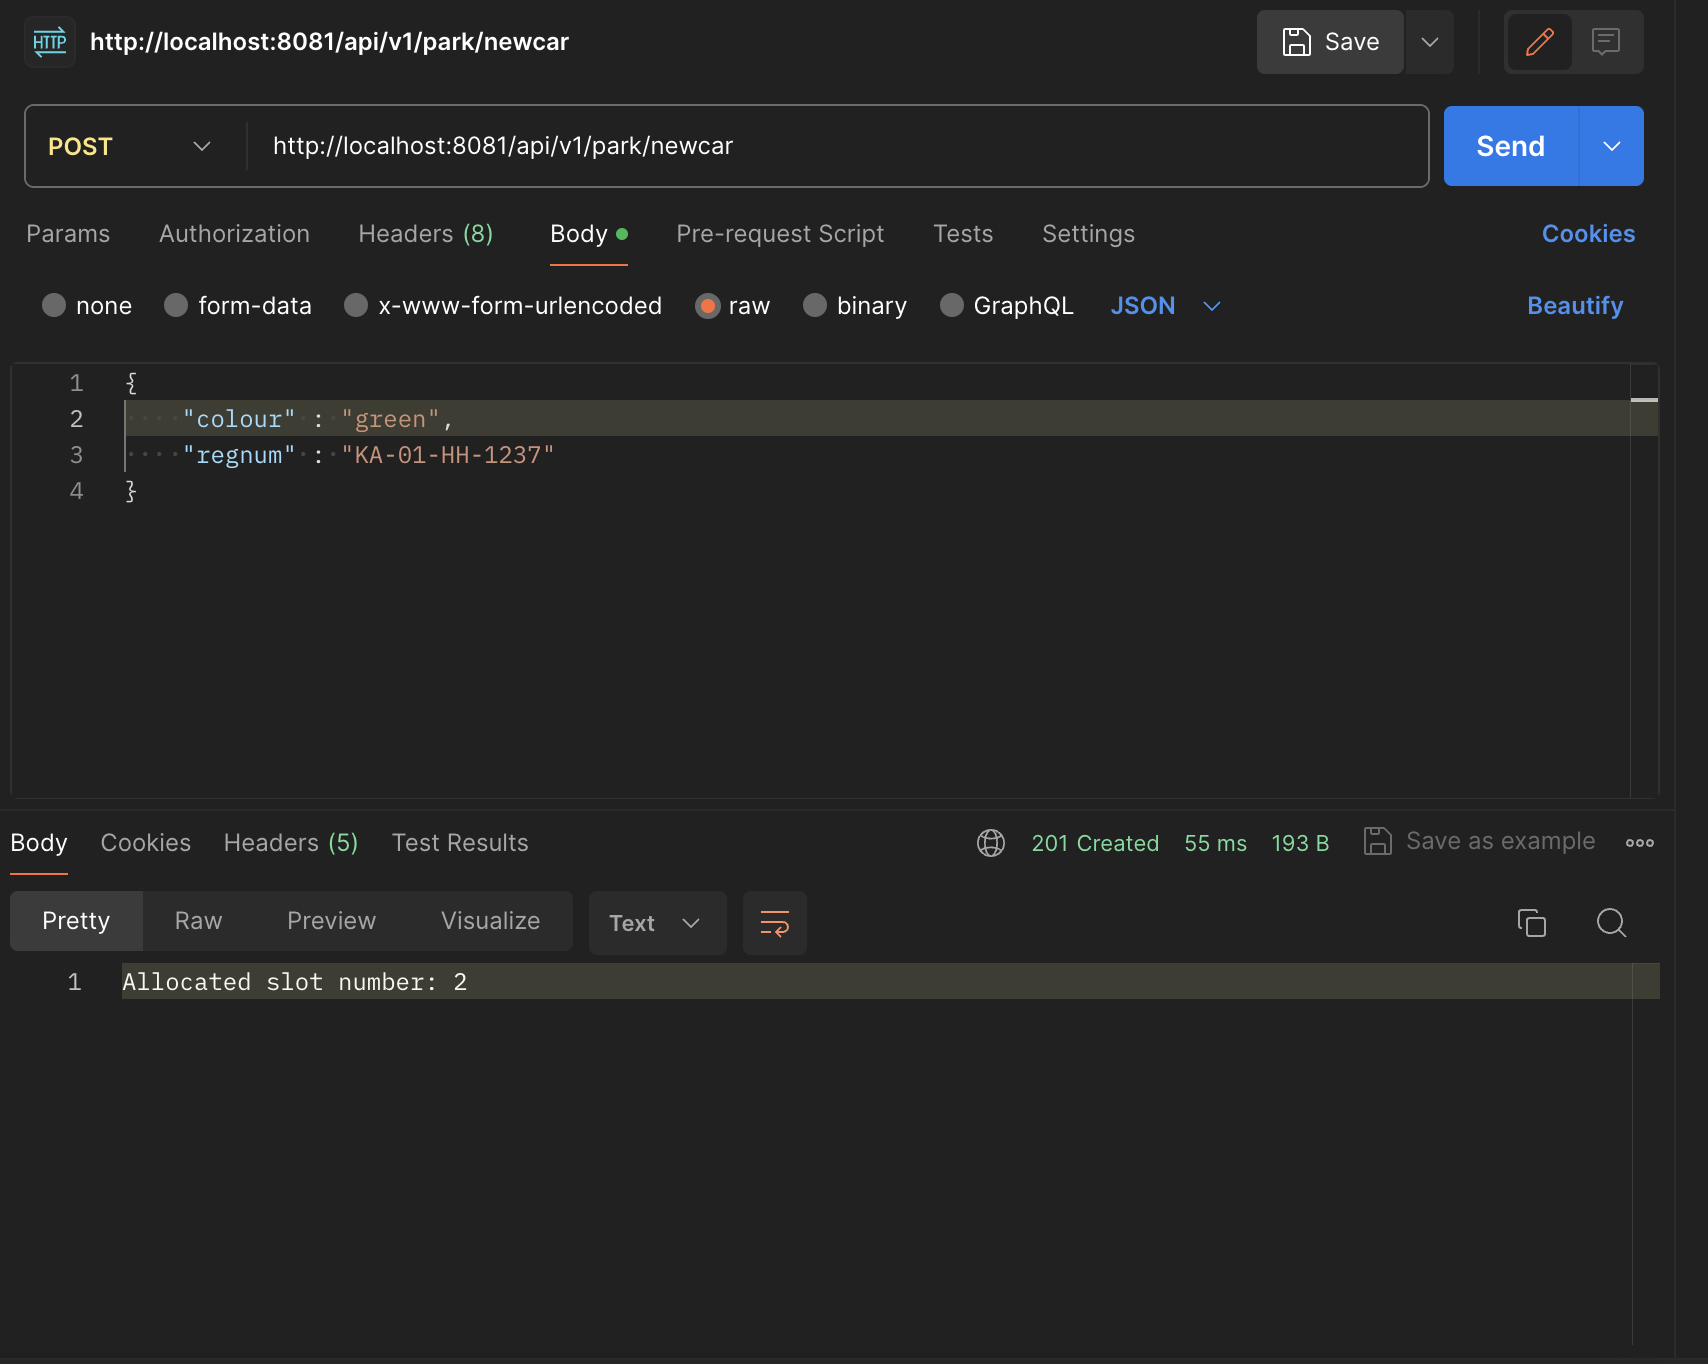 HTTP http://localhost:8081/api/v1/park/newcar Save
POST http://localhost:8081/api/v1/park/newcar Send
Params Authorization Headers (8) Body Pre-request Script Tests Settings Cookies
none form-data x-www-form-urlencoded raw binary GraphQL JSON Beautify
1 {
2 "colour" : "green",
3 "regnum" : "KA-01-HH-1237"
4 }
Body Cookies Headers (5) Test Results 201 Created 55 ms 193 B Save as example
Pretty Raw Preview Visualize Text
1 Allocated slot number: 2